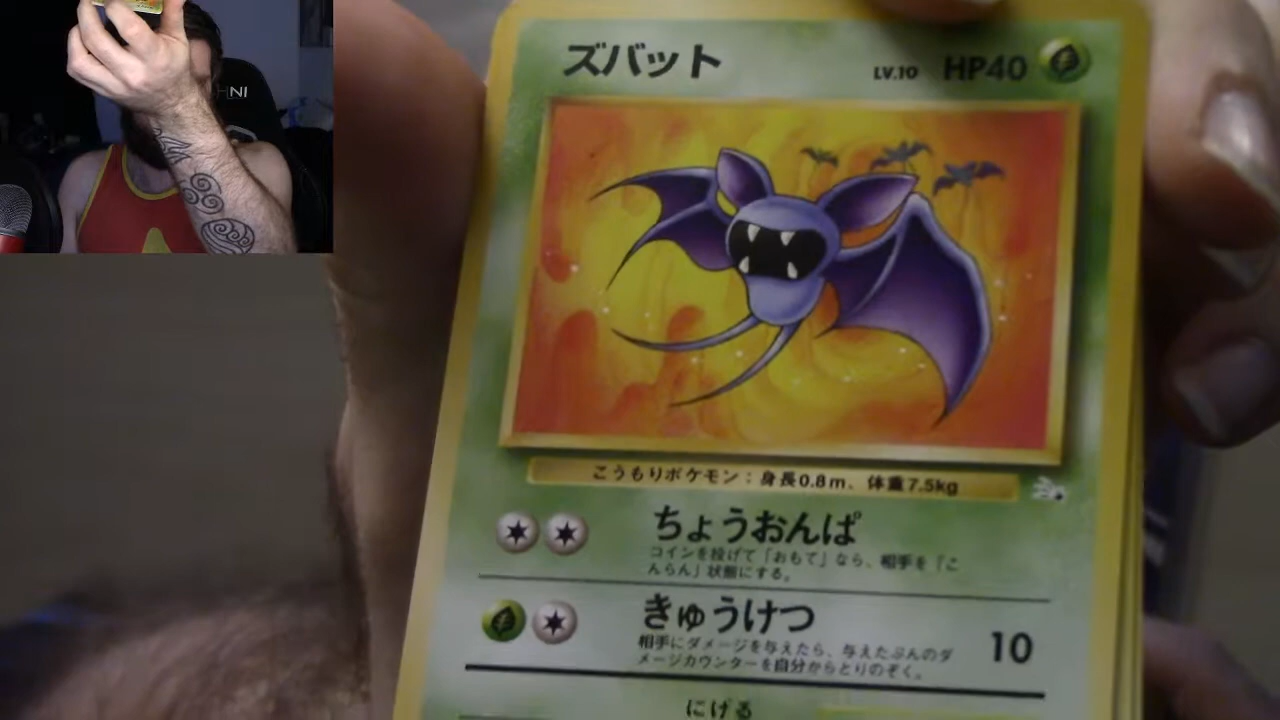 HNI
ズバット LV.10 HP40
こうもりポケモン：身長0.8m、体重7.5kg
ちょうおんぱ
コインを投げて「おもて」なら、相手を「こ
んらん」状態にする。
きゅうけつ 10
相手にダメージを与えたら、与えたぶんのダ
メージカウンターを自分からとりのぞく。
にげる